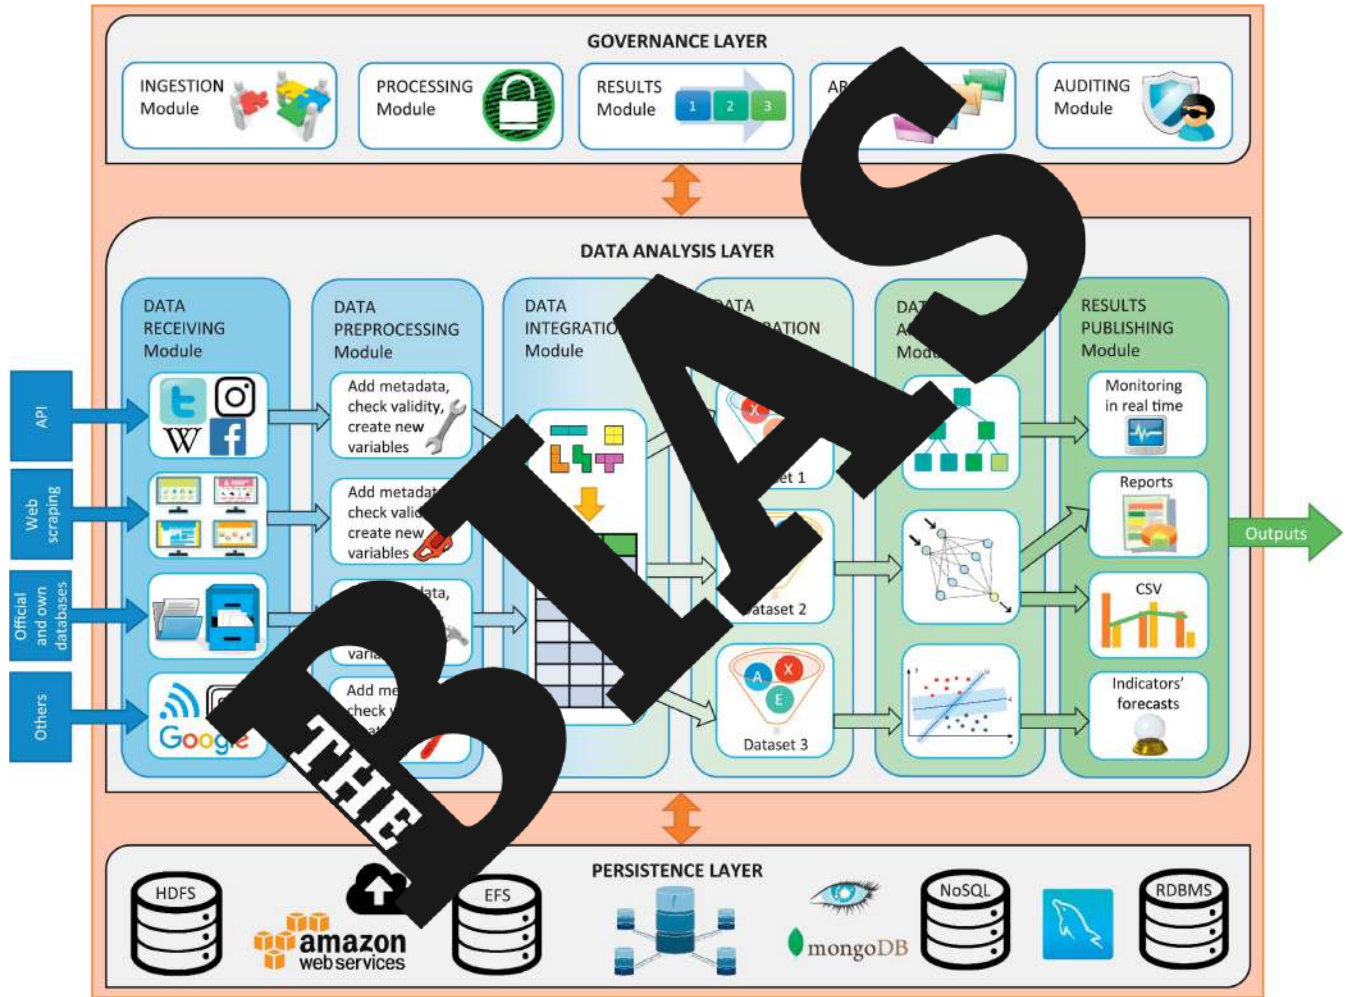 GOVERNANCE LAYER
INGESTION
Module
PROCESSING
Module
RESULTS
Module
1 2 3
AUDITING
Module
DATA ANALYSIS LAYER
DATA
RECEIVING
Module
DATA
PREPROCESSING
Module
DATA
Module
DATA
RESULTS
PUBLISHING
Module
API
Web
scraping
Official
and own
databases
Others
W
Google
Add metadata,
check validity,
create new
variables
Add
create new
variables
Add
Dataset 2
X
A X
E
Dataset 3
Monitoring
in real time
Reports
CSV
Indicators'
forecasts
Outputs
THE
BIAS
PERSISTENCE LAYER
HDFS
amazon
web services
EFS
mongoDB
NoSQL
RDBMS